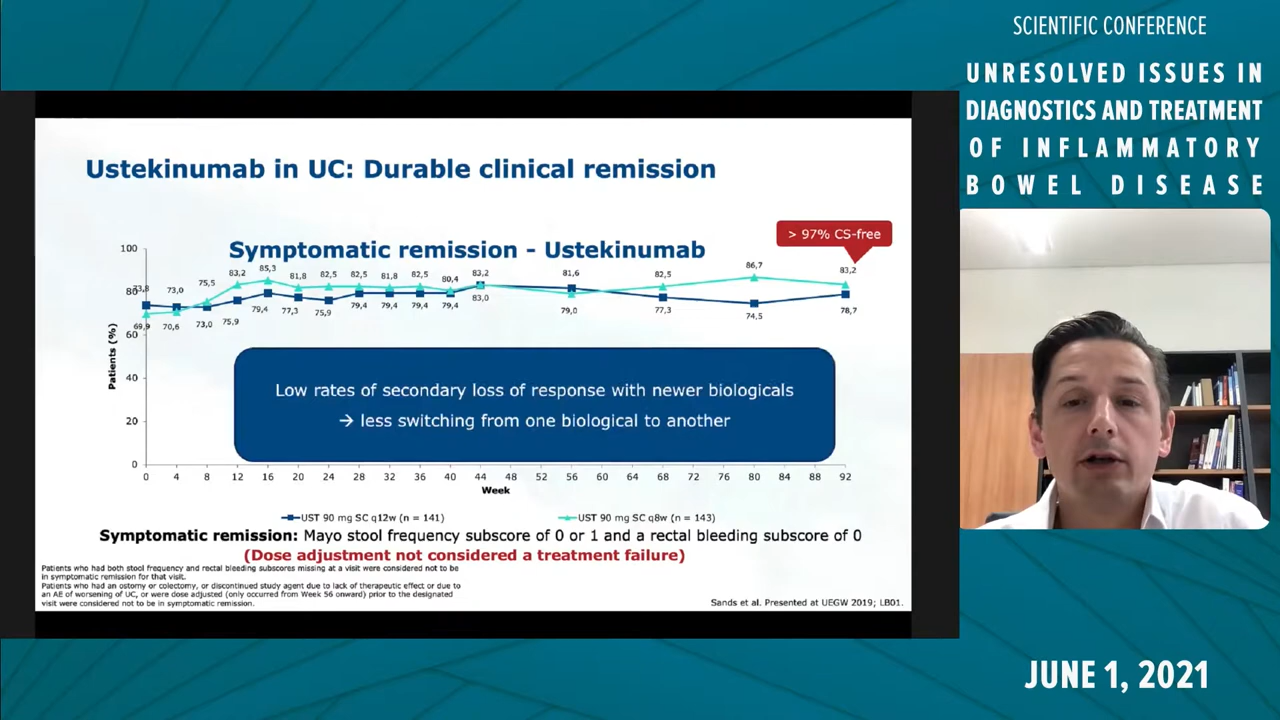 SCIENTIFIC CONFERENCE
UNRESOLVED ISSUES IN
DIAGNOSTICS AND TREATMENT
OF INFLAMMATORY
BOWEL DISEASE
Ustekinumab in UC: Durable clinical remission
> 97% CS-free
Symptomatic remission - Ustekinumab
100
80
60
40
20
0
Patients (%)
73,8 73,0 75,5 83,2 85,3 81,8 82,5 82,5 81,8 82,5 80,4 83,2 81,6 82,5 86,7 83,2
69,9 70,6 73,0 75,9 79,4 77,3 75,9 79,4 79,4 79,4 79,4 83,0 79,0 77,3 74,5 78,7
Low rates of secondary loss of response with newer biologicals
→ less switching from one biological to another
0 4 8 12 16 20 24 28 32 36 40 44 48 52 56 60 64 68 72 76 80 84 88 92
Week
UST 90 mg SC q12w (n = 141) UST 90 mg SC q8w (n = 143)
Symptomatic remission: Mayo stool frequency subscore of 0 or 1 and a rectal bleeding subscore of 0
(Dose adjustment not considered a treatment failure)
Patients who had both stool frequency and rectal bleeding subscores missing at a visit were considered not to be
in symptomatic remission for that visit.
Patients who had an ostomy or colectomy, or discontinued study agent due to lack of therapeutic effect or due to
an AE of worsening of UC, or were dose adjusted (only occurred from Week 56 onward) prior to the designated
visit were considered not to be in symptomatic remission.
Sands et al. Presented at UEGW 2019; LB01.
JUNE 1, 2021